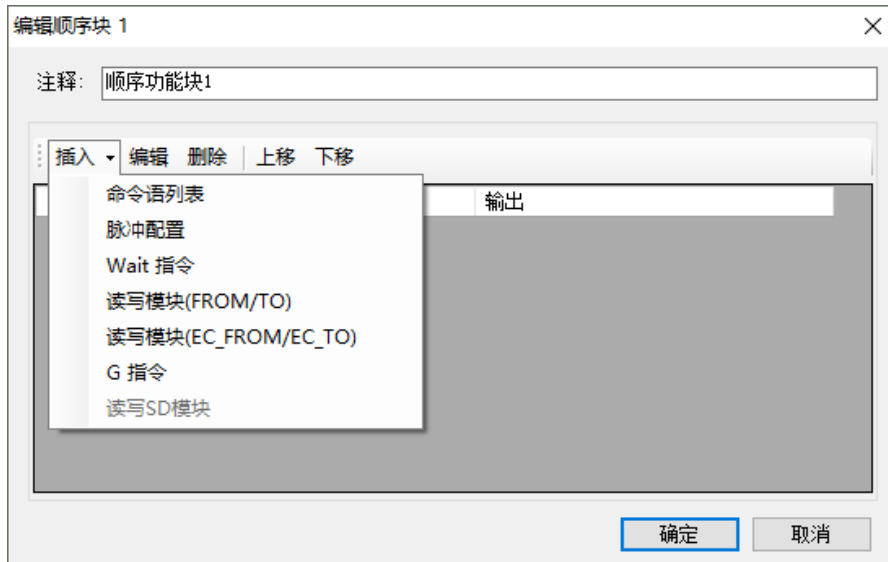 编辑顺序块 1
注释: 顺序功能块1
插入 编辑 删除 上移 下移
输出
命令语列表
脉冲配置
Wait 指令
读写模块(FROM/TO)
读写模块(EC_FROM/EC_TO)
G 指令
读写SD模块
确定 取消